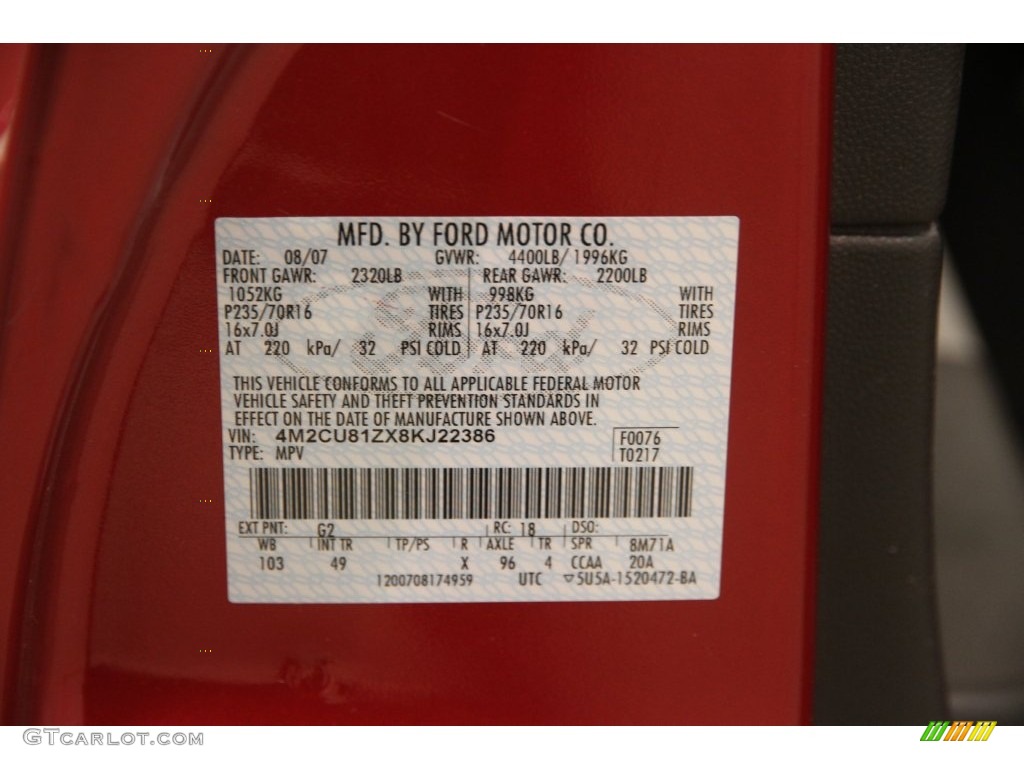 MFD. BY FORD MOTOR CO.
DATE: 08/07 GVWR: 4400LB/ 1996KG
FRONT GAWR: 2320LB REAR GAWR: 2200LB
1052KG WITH 998KG WITH
P235/70R16 TIRES P235/70R16 TIRES
16x7.0J RIMS 16x7.0J RIMS
AT 220 kPa/ 32 PSI COLD AT 220 kPa/ 32 PSI COLD
THIS VEHICLE CONFORMS TO ALL APPLICABLE FEDERAL MOTOR
VEHICLE SAFETY AND THEFT PREVENTION STANDARDS IN
EFFECT ON THE DATE OF MANUFACTURE SHOWN ABOVE.
VIN: 4M2CU81ZX8KJ22386 F0076
TYPE: MPV T0217
EXT PNT: G2 RC: 18 DSO:
WB INT TR TP/PS R AXLE TR SPR 8M71A
103 49 X 96 4 CCAA 20A
1200708174959 UTC ▽5U5A-1520472-BA
GTCarlot.com